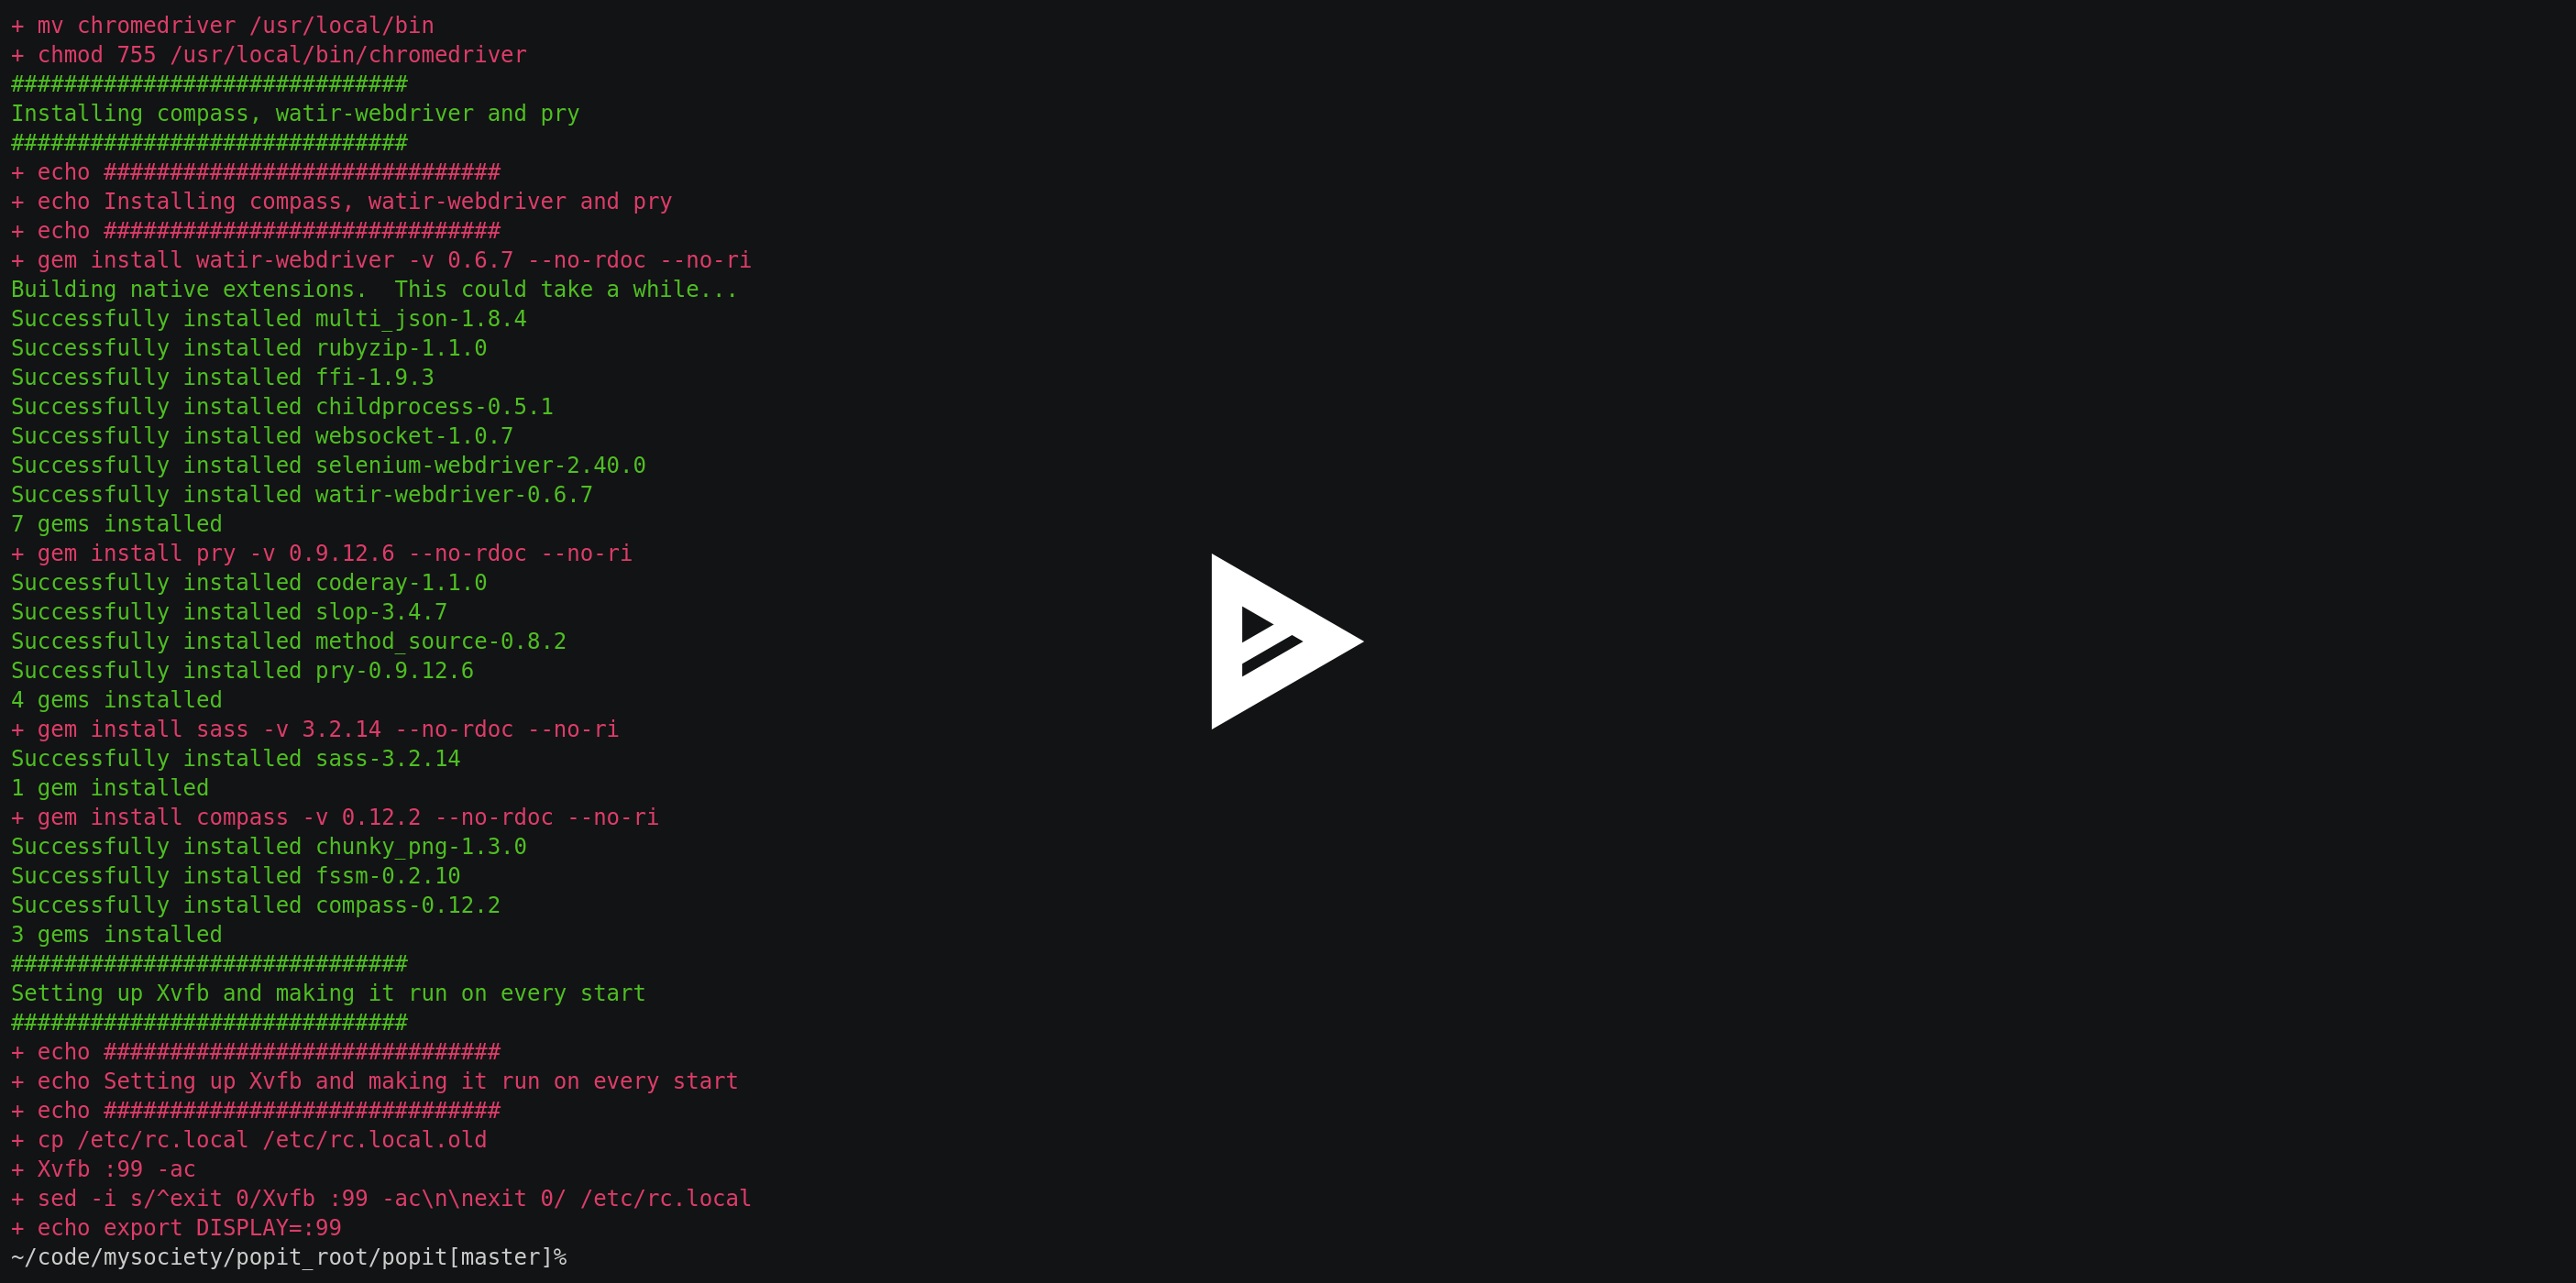 + mv chromedriver /usr/local/bin
+ chmod 755 /usr/local/bin/chromedriver
##############################
Installing compass, watir-webdriver and pry
##############################
+ echo ##############################
+ echo Installing compass, watir-webdriver and pry
+ echo ##############################
+ gem install watir-webdriver -v 0.6.7 --no-rdoc --no-ri
Building native extensions.  This could take a while...
Successfully installed multi_json-1.8.4
Successfully installed rubyzip-1.1.0
Successfully installed ffi-1.9.3
Successfully installed childprocess-0.5.1
Successfully installed websocket-1.0.7
Successfully installed selenium-webdriver-2.40.0
Successfully installed watir-webdriver-0.6.7
7 gems installed
+ gem install pry -v 0.9.12.6 --no-rdoc --no-ri
Successfully installed coderay-1.1.0
Successfully installed slop-3.4.7
Successfully installed method_source-0.8.2
Successfully installed pry-0.9.12.6
4 gems installed
+ gem install sass -v 3.2.14 --no-rdoc --no-ri
Successfully installed sass-3.2.14
1 gem installed
+ gem install compass -v 0.12.2 --no-rdoc --no-ri
Successfully installed chunky_png-1.3.0
Successfully installed fssm-0.2.10
Successfully installed compass-0.12.2
3 gems installed
##############################
Setting up Xvfb and making it run on every start
##############################
+ echo ##############################
+ echo Setting up Xvfb and making it run on every start
+ echo ##############################
+ cp /etc/rc.local /etc/rc.local.old
+ Xvfb :99 -ac
+ sed -i s/^exit 0/Xvfb :99 -ac\n\nexit 0/ /etc/rc.local
+ echo export DISPLAY=:99
~/code/mysociety/popit_root/popit[master]%